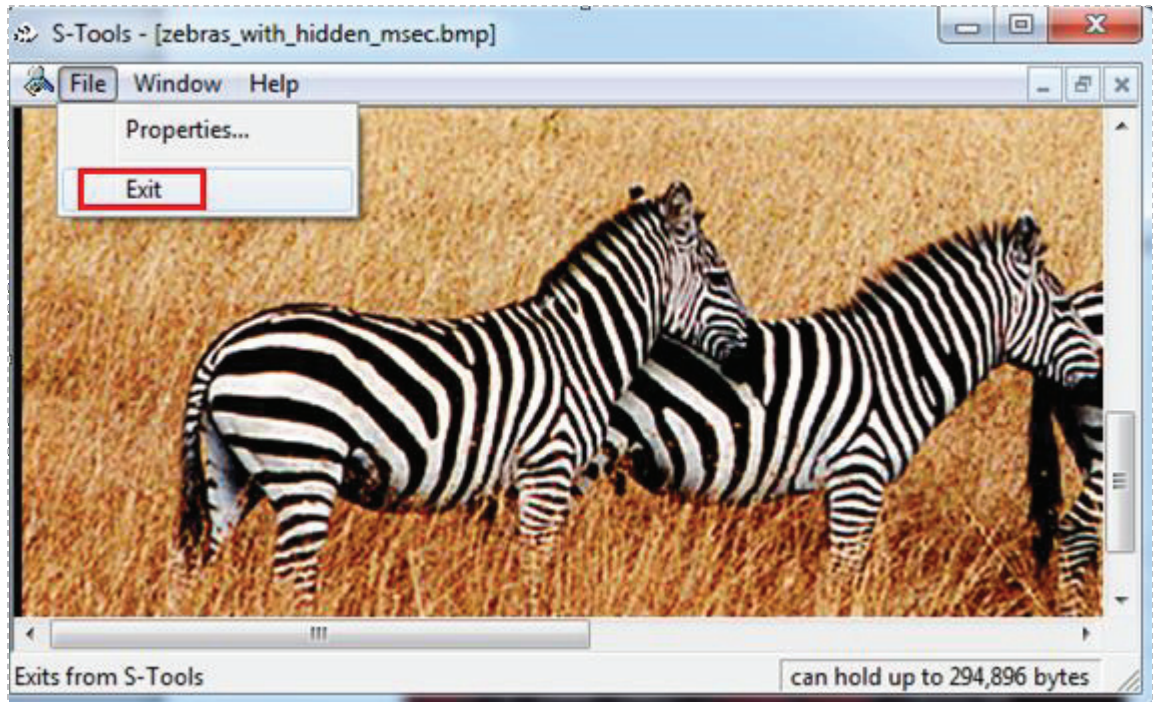 S-Tools - [zebras_with_hidden_msec.bmp]
File Window Help
Properties...
Exit
Exits from S-Tools can hold up to 294,896 bytes